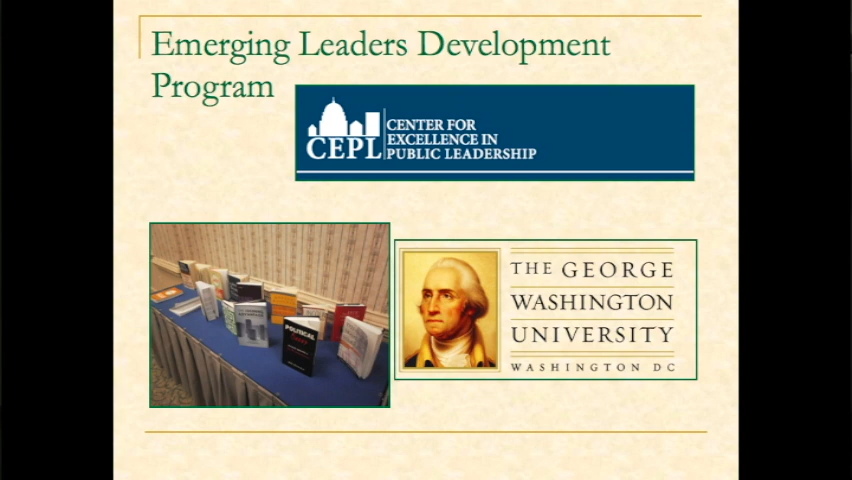 Emerging Leaders Development
Program
CEPL
CENTER FOR
EXCELLENCE IN
PUBLIC LEADERSHIP
POLITICAL
THE GEORGE
WASHINGTON
UNIVERSITY
WASHINGTON DC